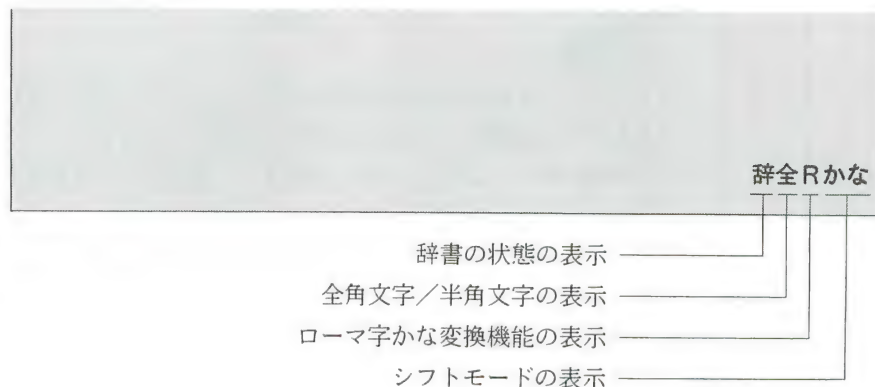 辞全Rかな
辞書の状態の表示
全角文字／半角文字の表示
ローマ字かな変換機能の表示
シフトモードの表示